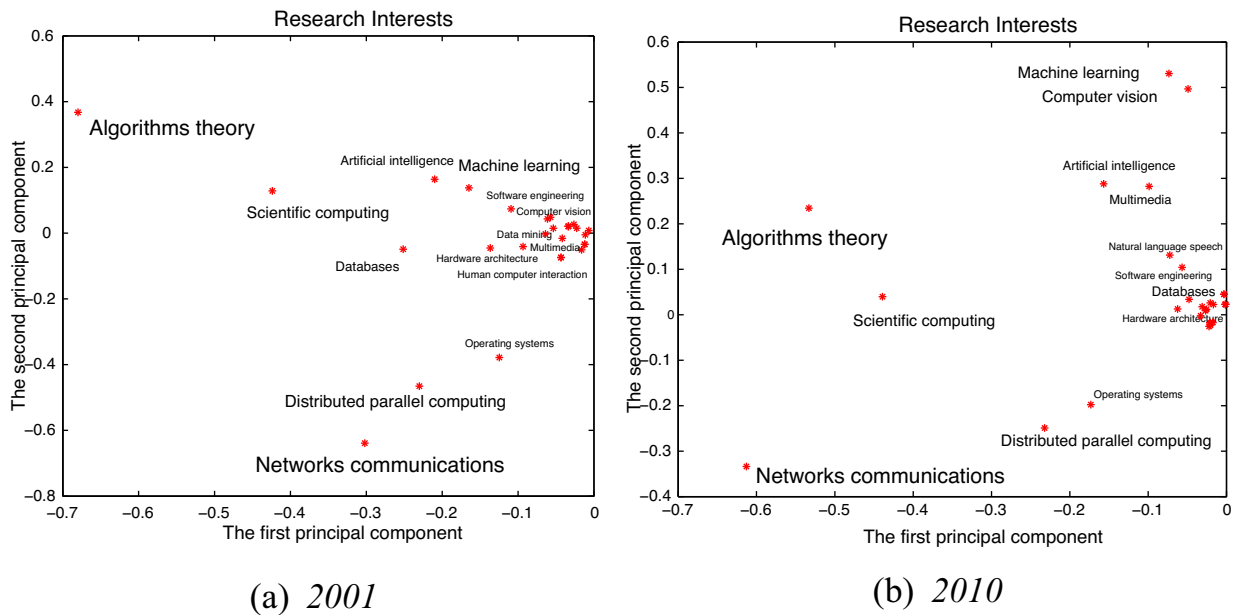 Research Interests
The second principal component
0.6
0.4
0.2
0
−0.2
−0.4
−0.6
−0.8
Algorithms theory
Artificial intelligence
Machine learning
Scientific computing
Software engineering
Computer vision
Data mining
Multimedia
Databases
Hardware architecture
Human computer interaction
Operating systems
Distributed parallel computing
Networks communications
−0.7 −0.6 −0.5 −0.4 −0.3 −0.2 −0.1 0
The first principal component
(a) 2001
Research Interests
The second principal component
0.6
0.5
0.4
0.3
0.2
0.1
0
−0.1
−0.2
−0.3
−0.4
Machine learning
Computer vision
Artificial intelligence
Multimedia
Algorithms theory
Natural language speech
Software engineering
Databases
Hardware architecture
Scientific computing
Operating systems
Distributed parallel computing
Networks communications
−0.7 −0.6 −0.5 −0.4 −0.3 −0.2 −0.1 0
The first principal component
(b) 2010